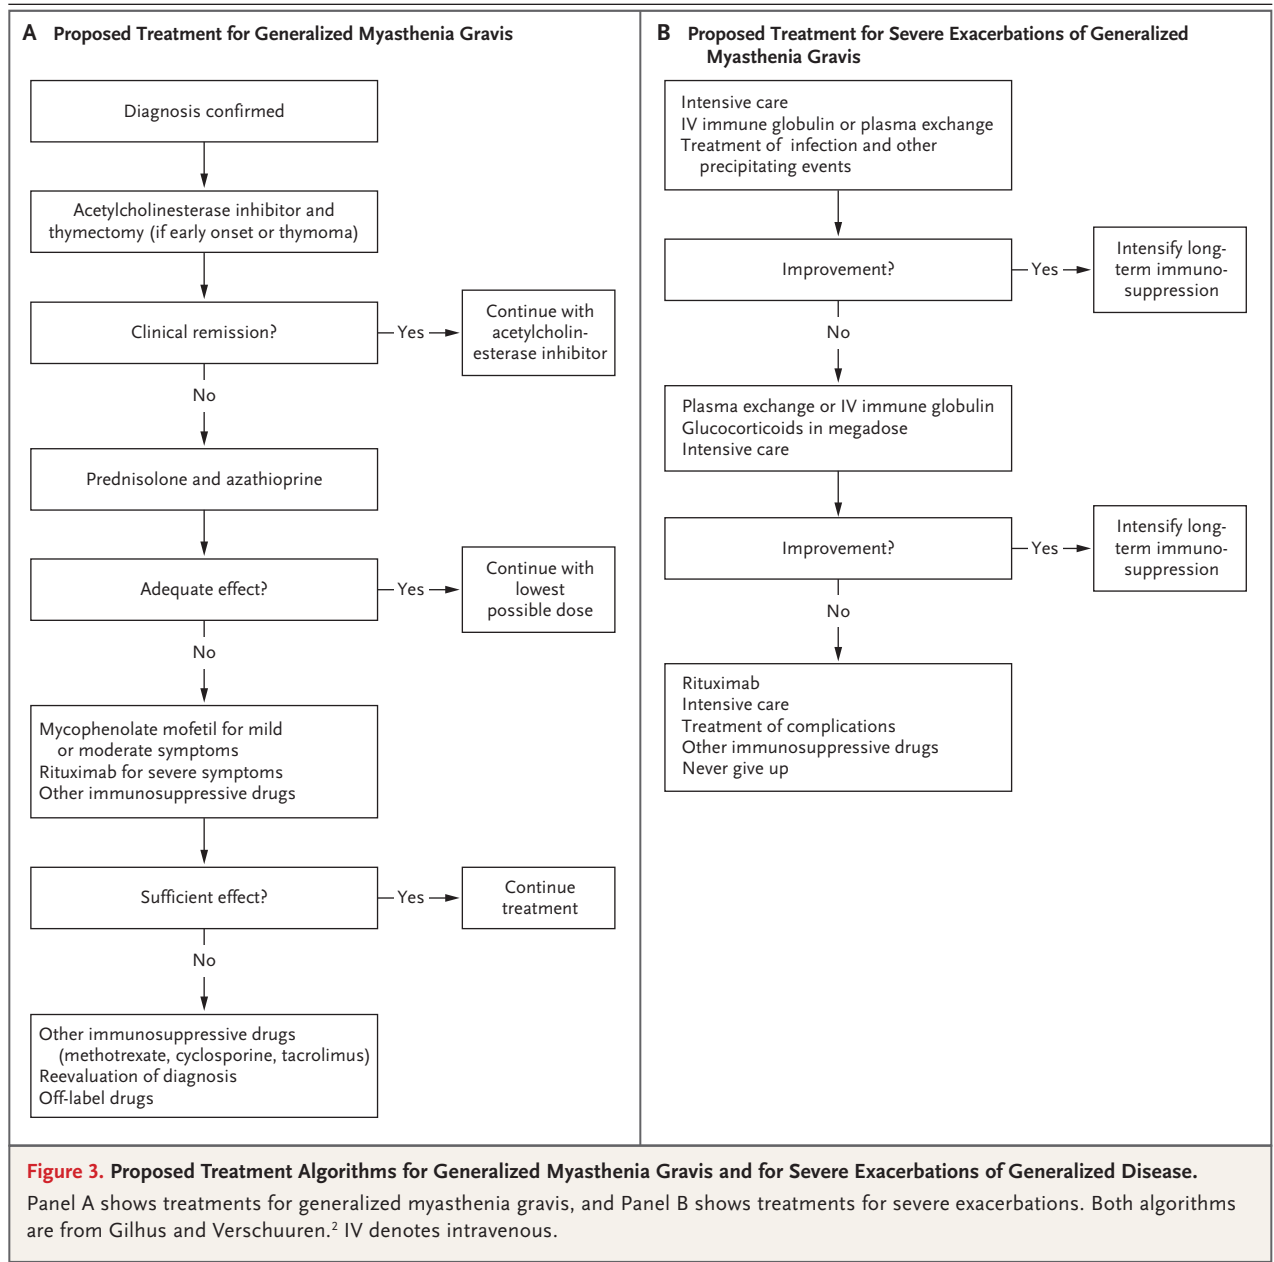 A Proposed Treatment for Generalized Myasthenia Gravis
Diagnosis confirmed
Acetylcholinesterase inhibitor and
thymectomy (if early onset or thymoma)
Clinical remission?
Yes
Continue with
acetylcholin-
esterase inhibitor
No
Prednisolone and azathioprine
Adequate effect?
Yes
Continue with
lowest
possible dose
No
Mycophenolate mofetil for mild
or moderate symptoms
Rituximab for severe symptoms
Other immunosuppressive drugs
Sufficient effect?
Yes
Continue
treatment
No
Other immunosuppressive drugs
(methotrexate, cyclosporine, tacrolimus)
Reevaluation of diagnosis
Off-label drugs
B Proposed Treatment for Severe Exacerbations of Generalized
Myasthenia Gravis
Intensive care
IV immune globulin or plasma exchange
Treatment of infection and other
precipitating events
Improvement?
Yes
Intensify long-
term immuno-
suppression
No
Plasma exchange or IV immune globulin
Glucocorticoids in megadose
Intensive care
Improvement?
Yes
Intensify long-
term immuno-
suppression
No
Rituximab
Intensive care
Treatment of complications
Other immunosuppressive drugs
Never give up
Figure 3. Proposed Treatment Algorithms for Generalized Myasthenia Gravis and for Severe Exacerbations of Generalized Disease.
Panel A shows treatments for generalized myasthenia gravis, and Panel B shows treatments for severe exacerbations. Both algorithms
are from Gilhus and Verschuuren.² IV denotes intravenous.